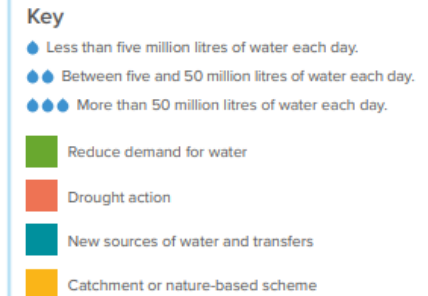 Key
Less than five million litres of water each day.
Between five and 50 million litres of water each day.
More than 50 million litres of water each day.
Reduce demand for water
Drought action
New sources of water and transfers
Catchment or nature-based scheme